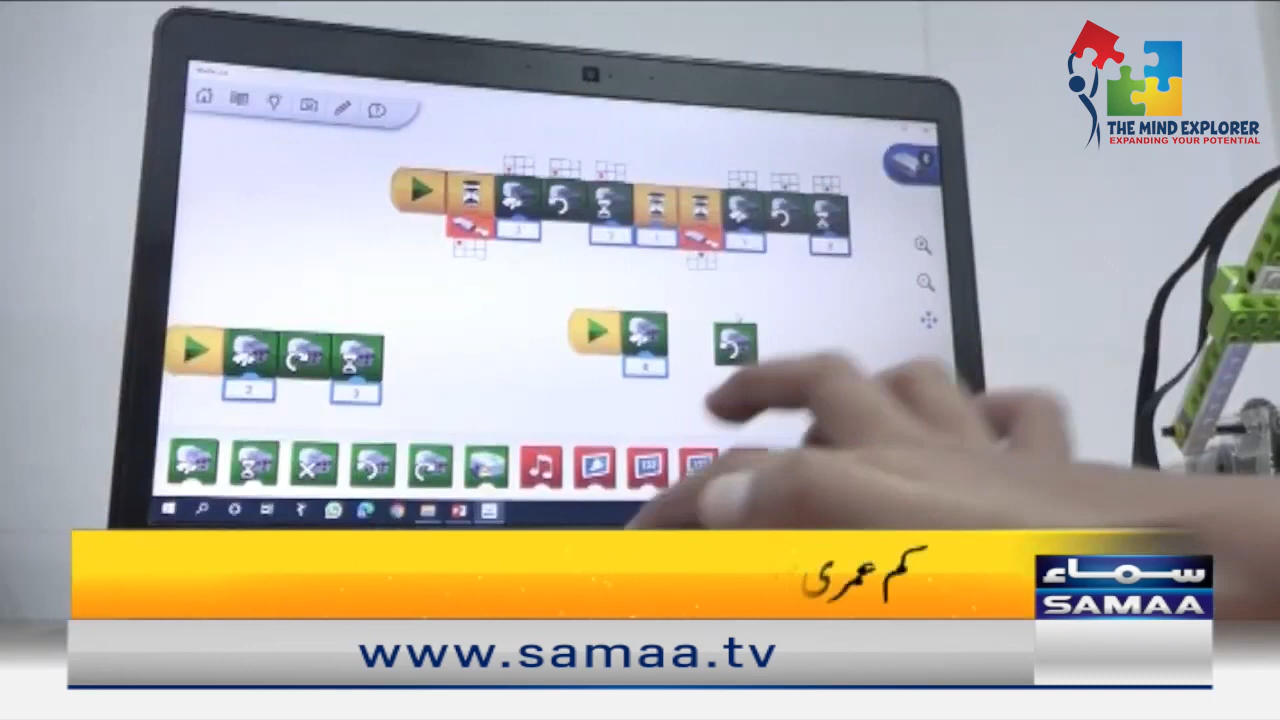 THE MIND EXPLORER
EXPANDING YOUR POTENTIAL
کم عمری
سماء
SAMAA
www.samaa.tv